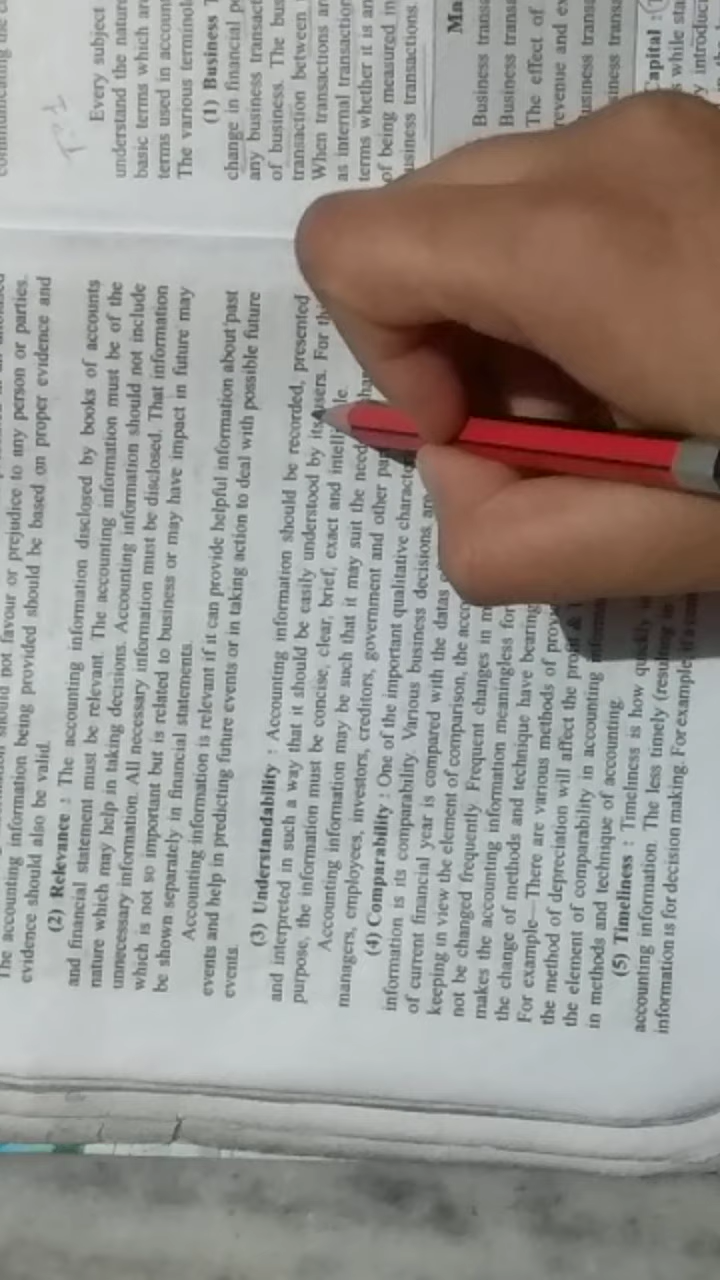 should not favour or prejudice to any person or parties.
The accounting information being provided should be based on proper evidence and
evidence should also be valid.
(2) Relevance : The accounting information disclosed by books of accounts
and financial statement must be relevant. The accounting information must be of the
nature which may help in taking decisions. Accounting information should not include
unnecessary information. All necessary information must be disclosed. That information
which is not so important but is related to business or may have impact in future may
be shown separately in financial statements.
Accounting information is relevant if it can provide helpful information about past
events and help in predicting future events or in taking action to deal with possible future
events.
(3) Understandability : Accounting information should be recorded, presented
and interpreted in such a way that it should be easily understood by its users. For
purpose, the information must be concise, clear, brief, exact and
Accounting information may be such that it may suit the need
managers, employees, investors, creditors, government and other
(4) Comparability : One of the important qualitative
information is its comparability. Various business decisions
of current financial year is compared with the datas
keeping in view the element of comparison, the
not be changed frequently. Frequent changes in
makes the accounting information meaningless for
the change of methods and technique have bearing
For example—There are various methods of
the method of depreciation will affect the profit &
the element of comparability in accounting
in methods and technique of accounting.
(5) Timeliness : Timeliness is how quickly
accounting information. The less timely
information is for decision making. For example, if a
Every subject
understand the nature
basic terms which are
terms used in
The various
(1) Business
change in financial
any business
of business. The
transaction between
When transactions are
as internal transaction
terms whether it is an
of being measured in
business transactions.
Business
Business
The effect of
revenue and
Capital :
while